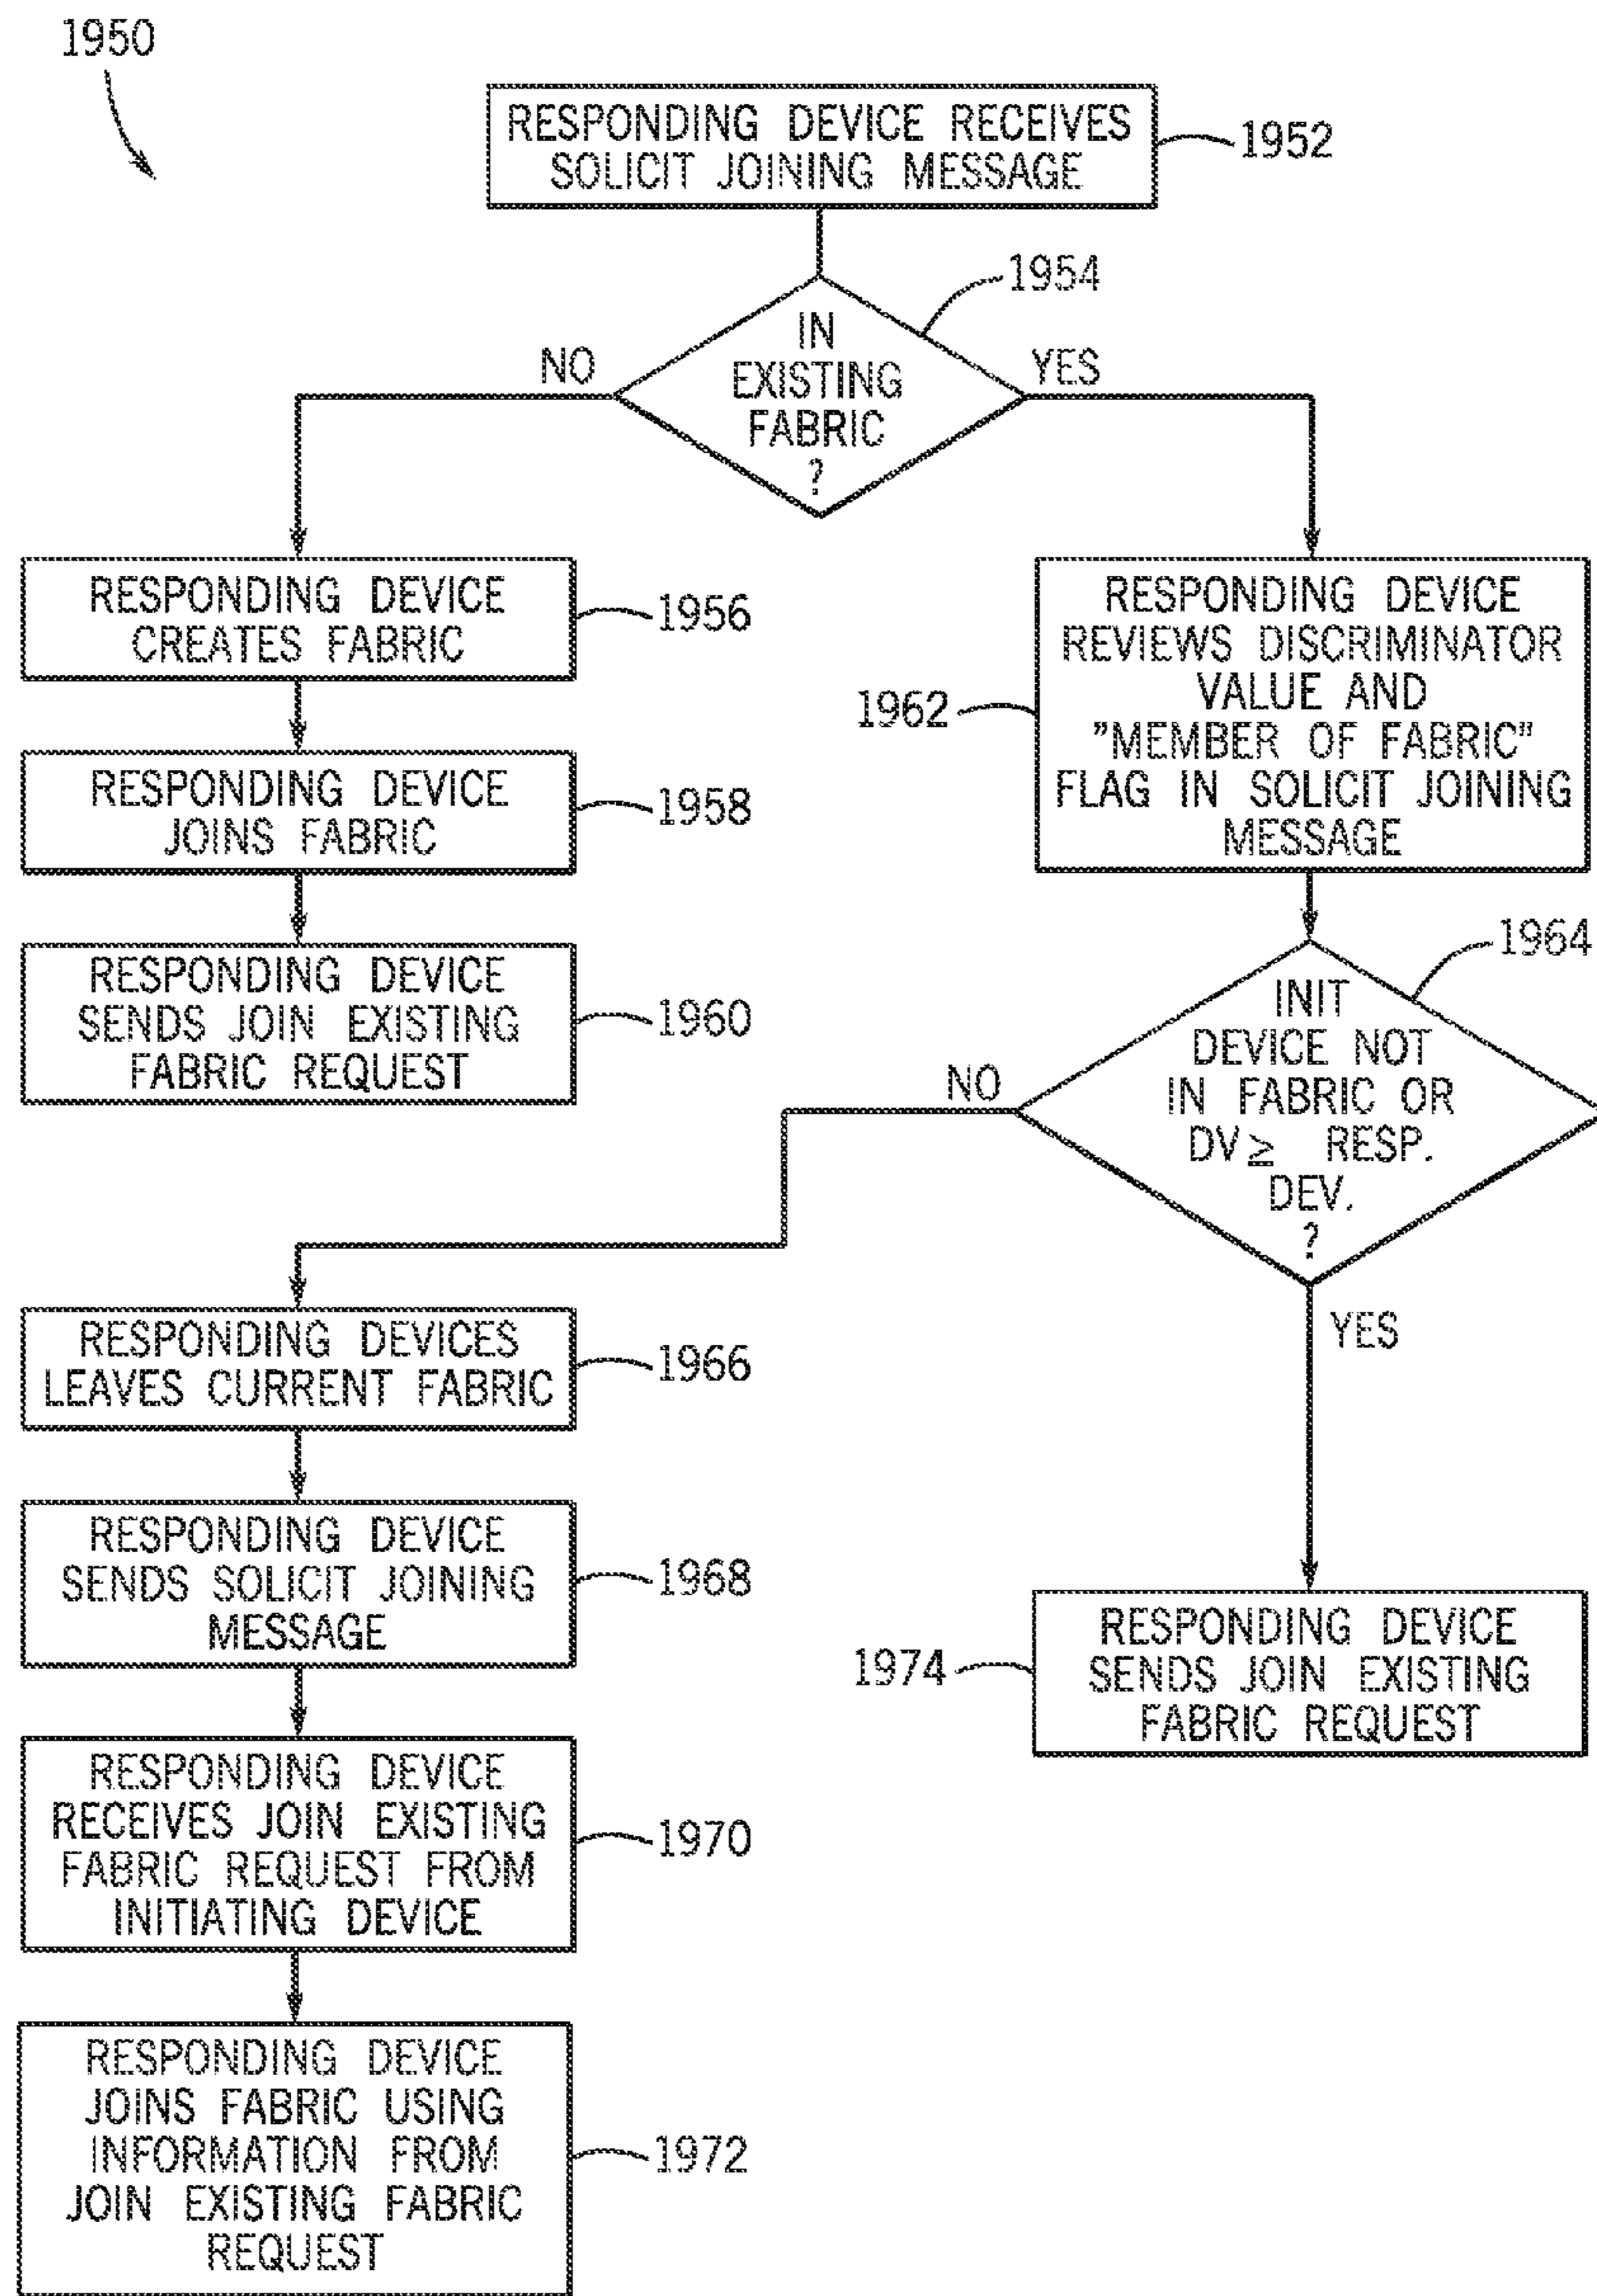 1950
RESPONDING DEVICE RECEIVES
SOLICIT JOINING MESSAGE
1952
1954
IN
EXISTING
FABRIC
?
NO
YES
RESPONDING DEVICE
CREATES FABRIC
1956
RESPONDING DEVICE
JOINS FABRIC
1958
RESPONDING DEVICE
SENDS JOIN EXISTING
FABRIC REQUEST
1960
RESPONDING DEVICE
REVIEWS DISCRIMINATOR
VALUE AND
"MEMBER OF FABRIC"
FLAG IN SOLICIT JOINING
MESSAGE
1962
1964
INIT
DEVICE NOT
IN FABRIC OR
DV≥ RESP.
DEV.
?
NO
YES
RESPONDING DEVICES
LEAVES CURRENT FABRIC
1966
RESPONDING DEVICE
SENDS SOLICIT JOINING
MESSAGE
1968
RESPONDING DEVICE
RECEIVES JOIN EXISTING
FABRIC REQUEST FROM
INITIATING DEVICE
1970
RESPONDING DEVICE
JOINS FABRIC USING
INFORMATION FROM
JOIN EXISTING FABRIC
REQUEST
1972
RESPONDING DEVICE
SENDS JOIN EXISTING
FABRIC REQUEST
1974